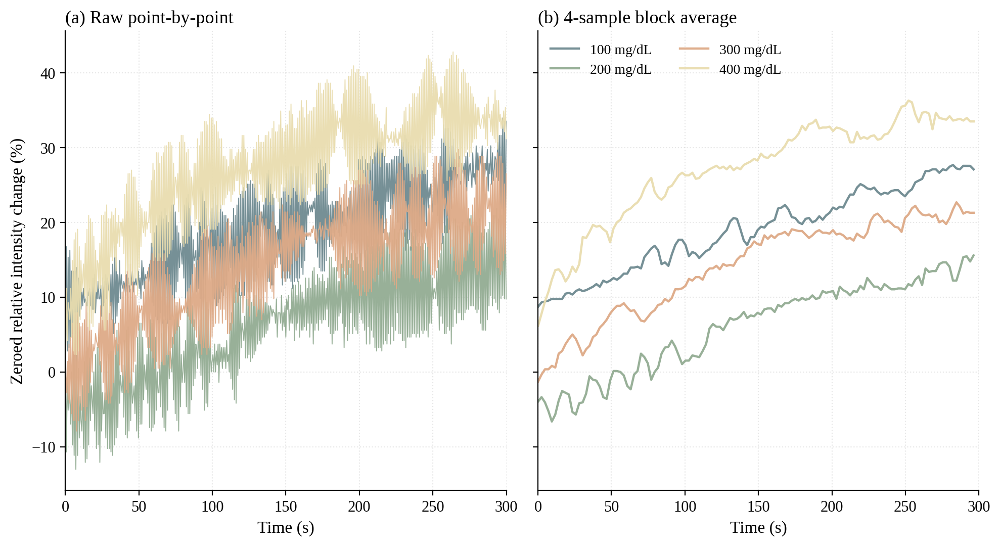 (a) Raw point-by-point
Zeroed relative intensity change (%)
40
30
20
10
0
−10
0 50 100 150 200 250 300
Time (s)
(b) 4-sample block average
100 mg/dL 300 mg/dL
200 mg/dL 400 mg/dL
0 50 100 150 200 250 300
Time (s)